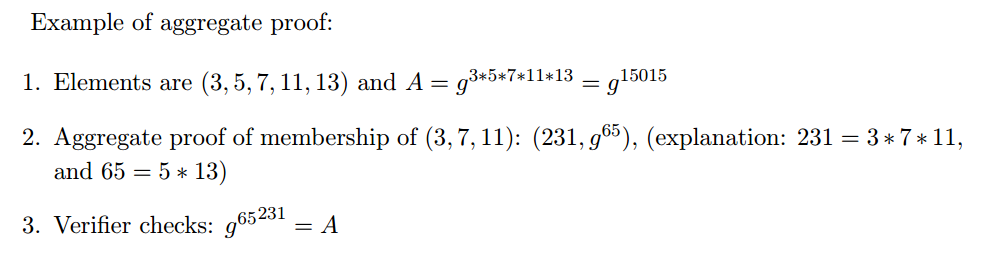 Example of aggregate proof:
1. Elements are (3, 5, 7, 11, 13) and A = g^{3*5*7*11*13} = g^{15015}
2. Aggregate proof of membership of (3, 7, 11): (231, g^{65}), (explanation: 231 = 3 * 7 * 11,
and 65 = 5 * 13)
3. Verifier checks: g^{65^{231}} = A